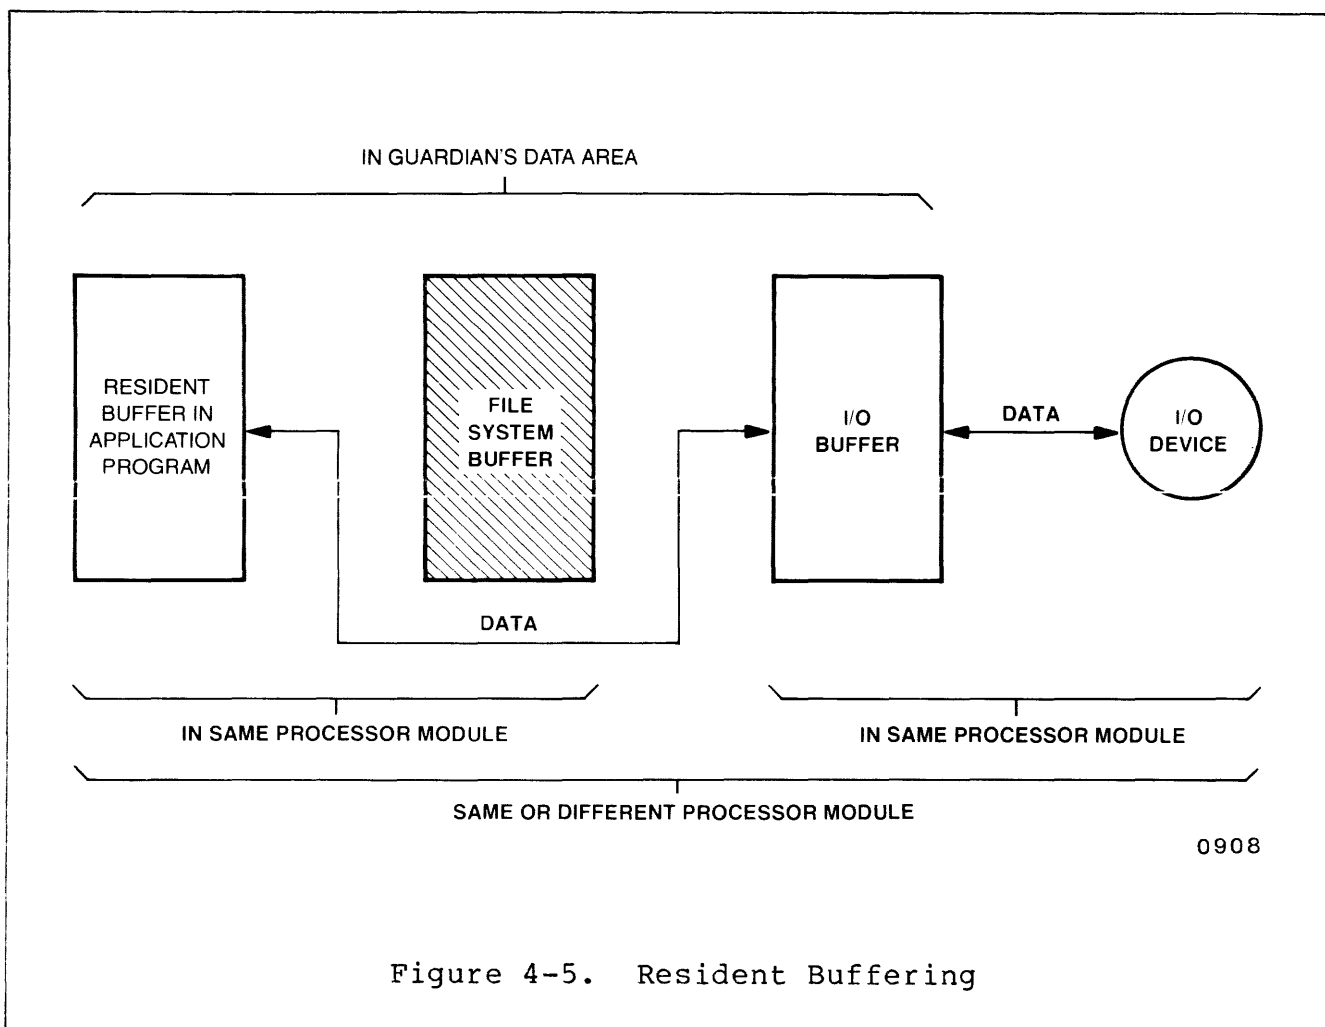 IN GUARDIAN'S DATA AREA
RESIDENT
BUFFER IN
APPLICATION
PROGRAM
FILE
SYSTEM
BUFFER
I/O
BUFFER
DATA
I/O
DEVICE
DATA
IN SAME PROCESSOR MODULE
IN SAME PROCESSOR MODULE
SAME OR DIFFERENT PROCESSOR MODULE
0908
Figure 4-5. Resident Buffering